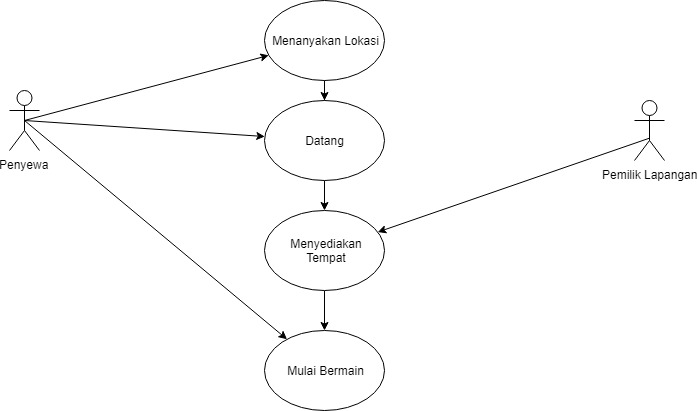 Menanyakan Lokasi
Datang
Penyewa
Pemilik Lapangan
Menyediakan
Tempat
Mulai Bermain